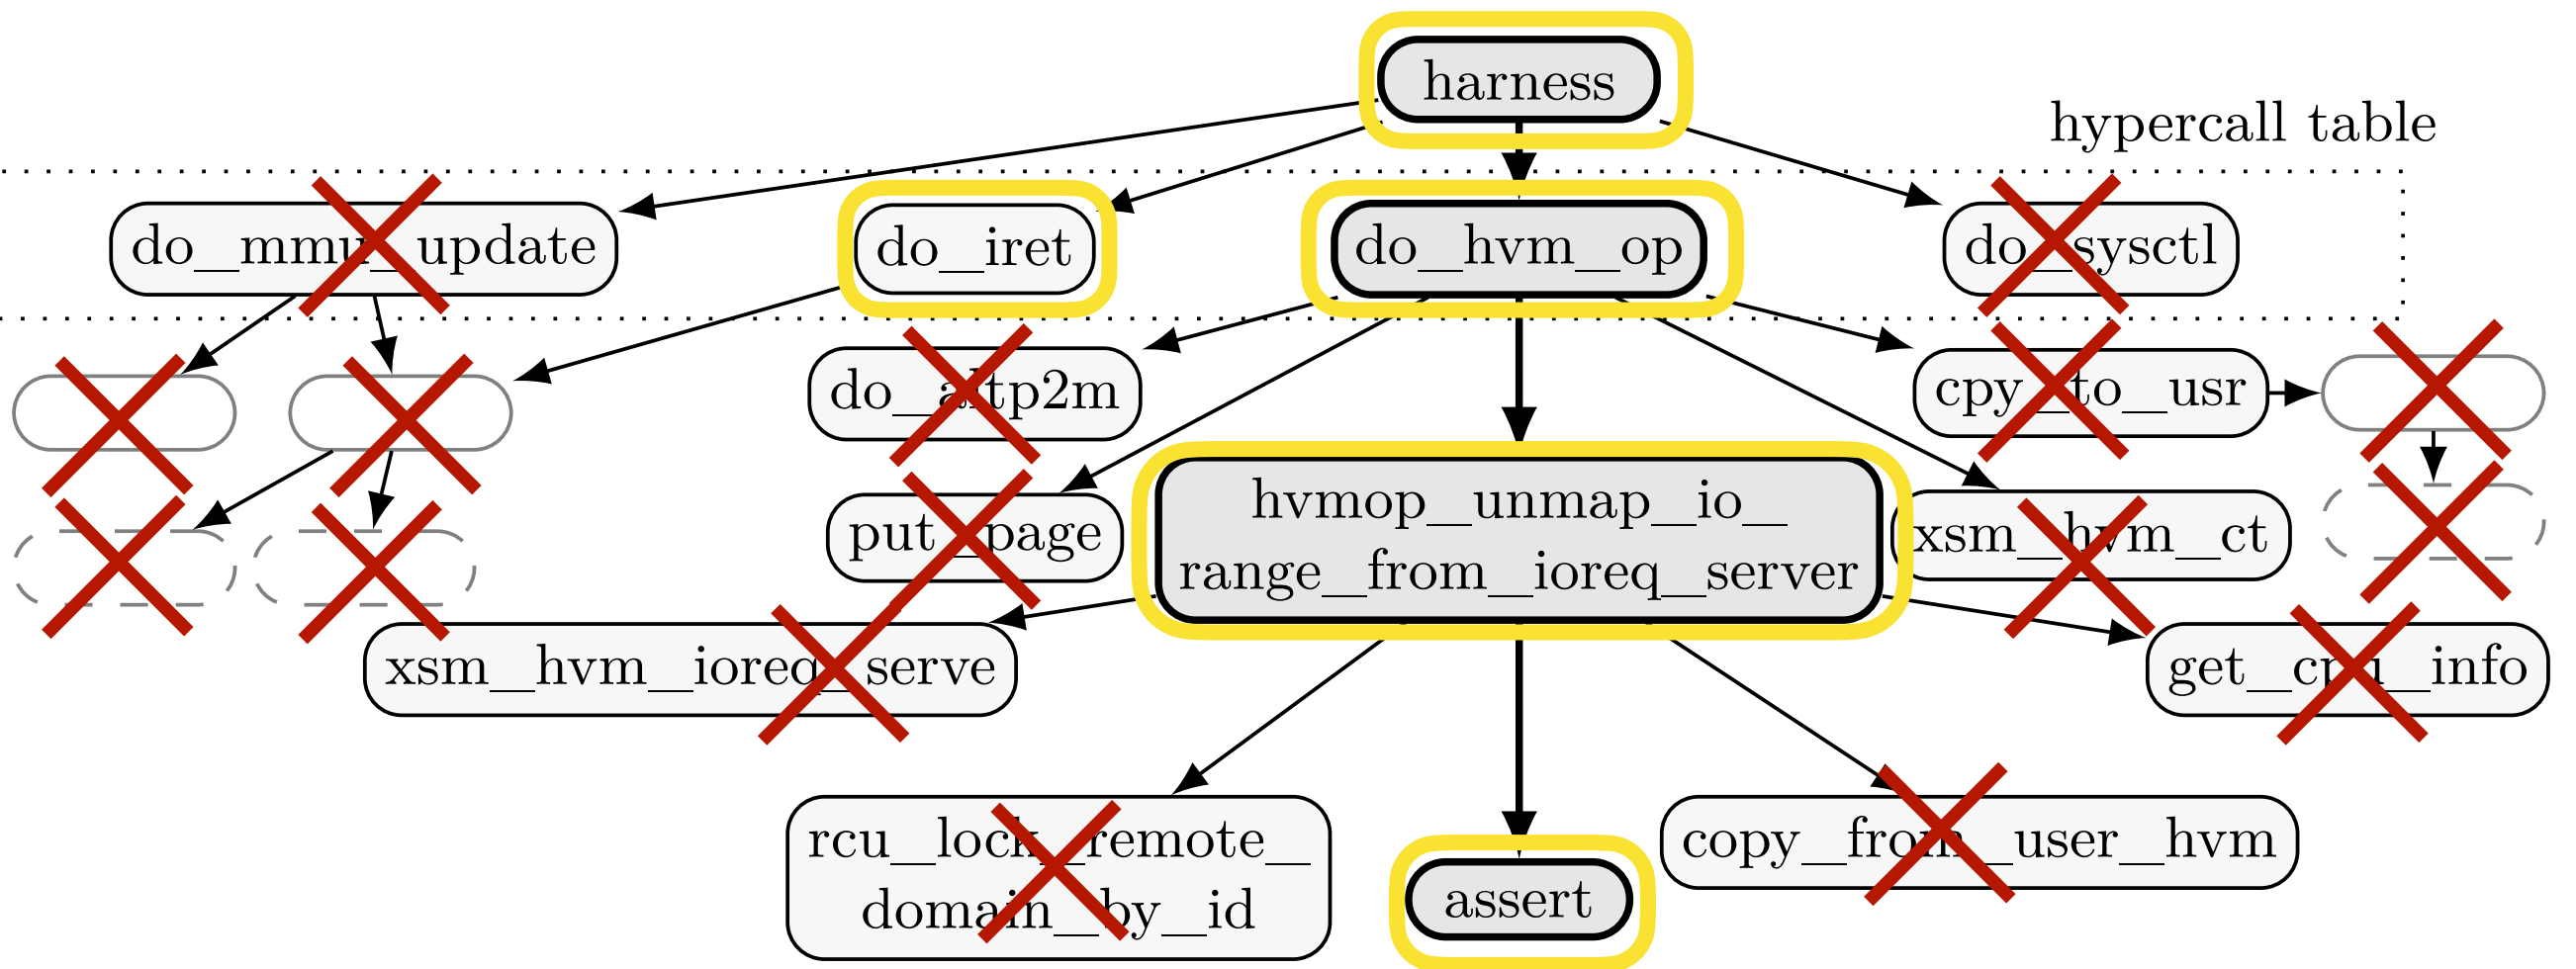 harness
hypercall table
do_mmu_update
do_iret
do_hvm_op
do_sysctl
do_altp2m
cpy_to_usr
put_page
hvmop_unmap_io_
range_from_ioreq_server
xsm_hvm_ct
xsm_hvm_ioreq_serve
get_cpu_info
rcu_lock_remote_
domain_by_id
assert
copy_from_user_hvm